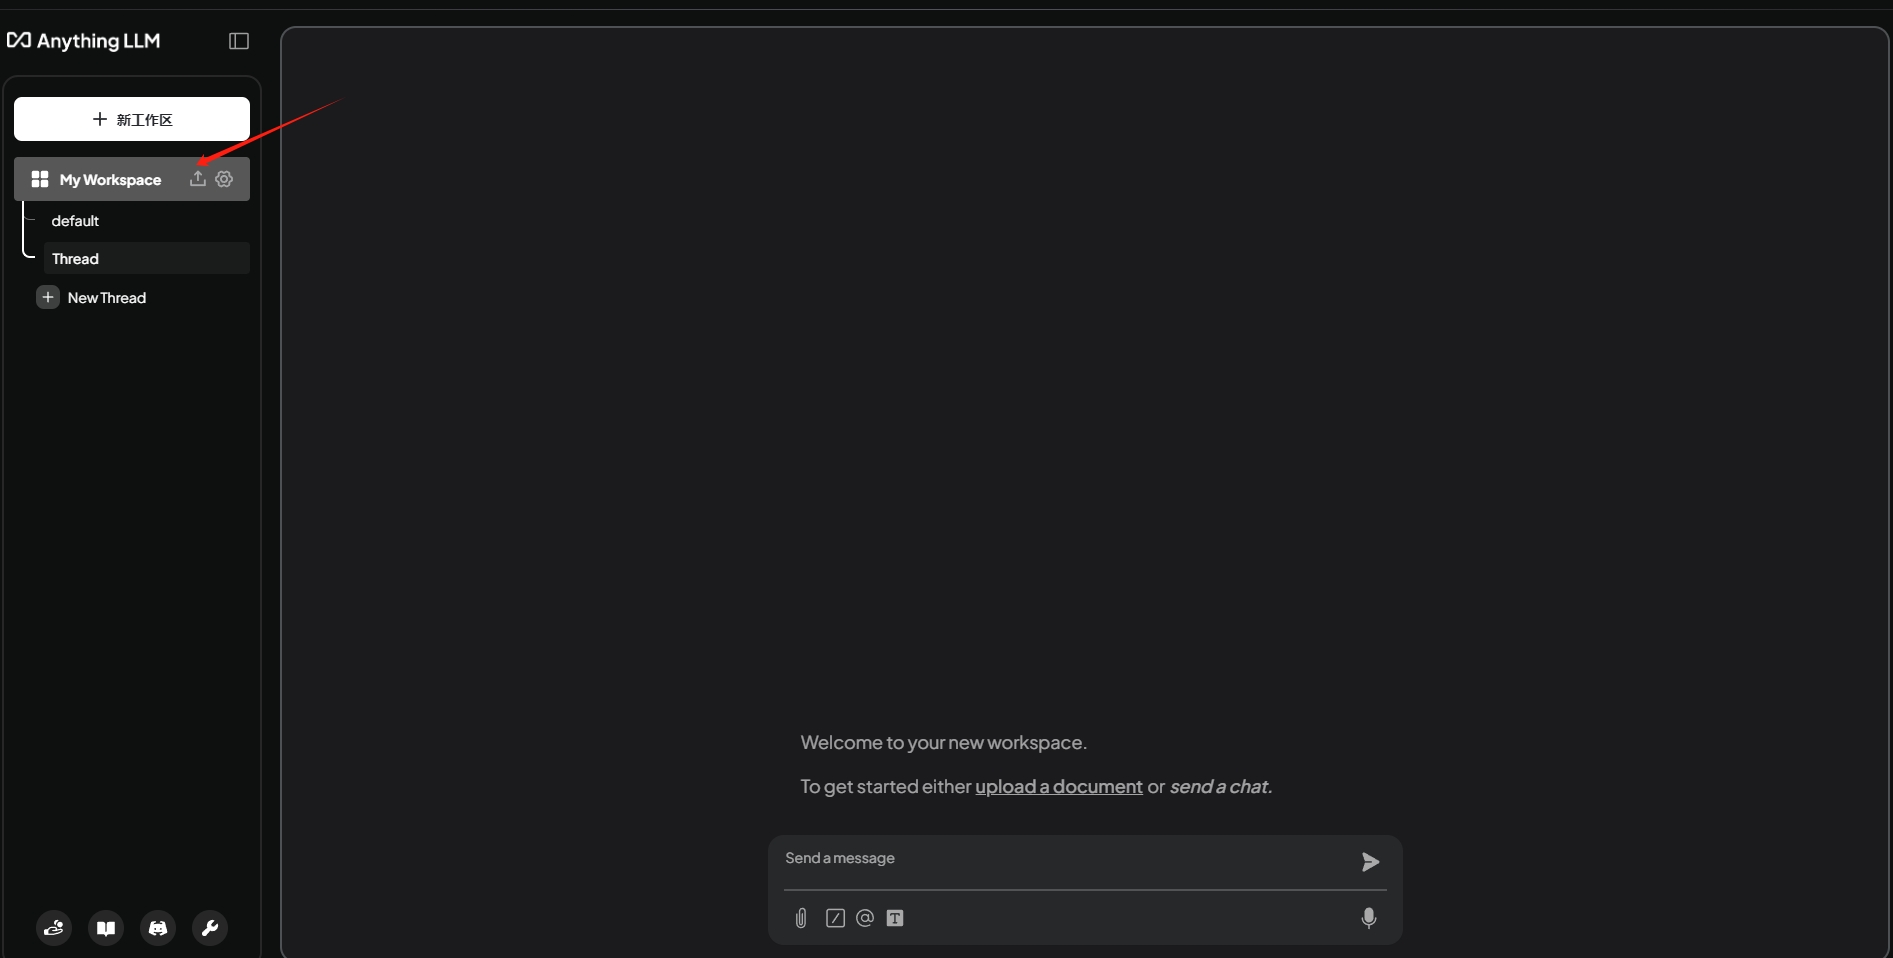 Anything LLM
新工作区
My Workspace
default
Thread
New Thread
Welcome to your new workspace.
To get started either upload a document or send a chat.
Send a message